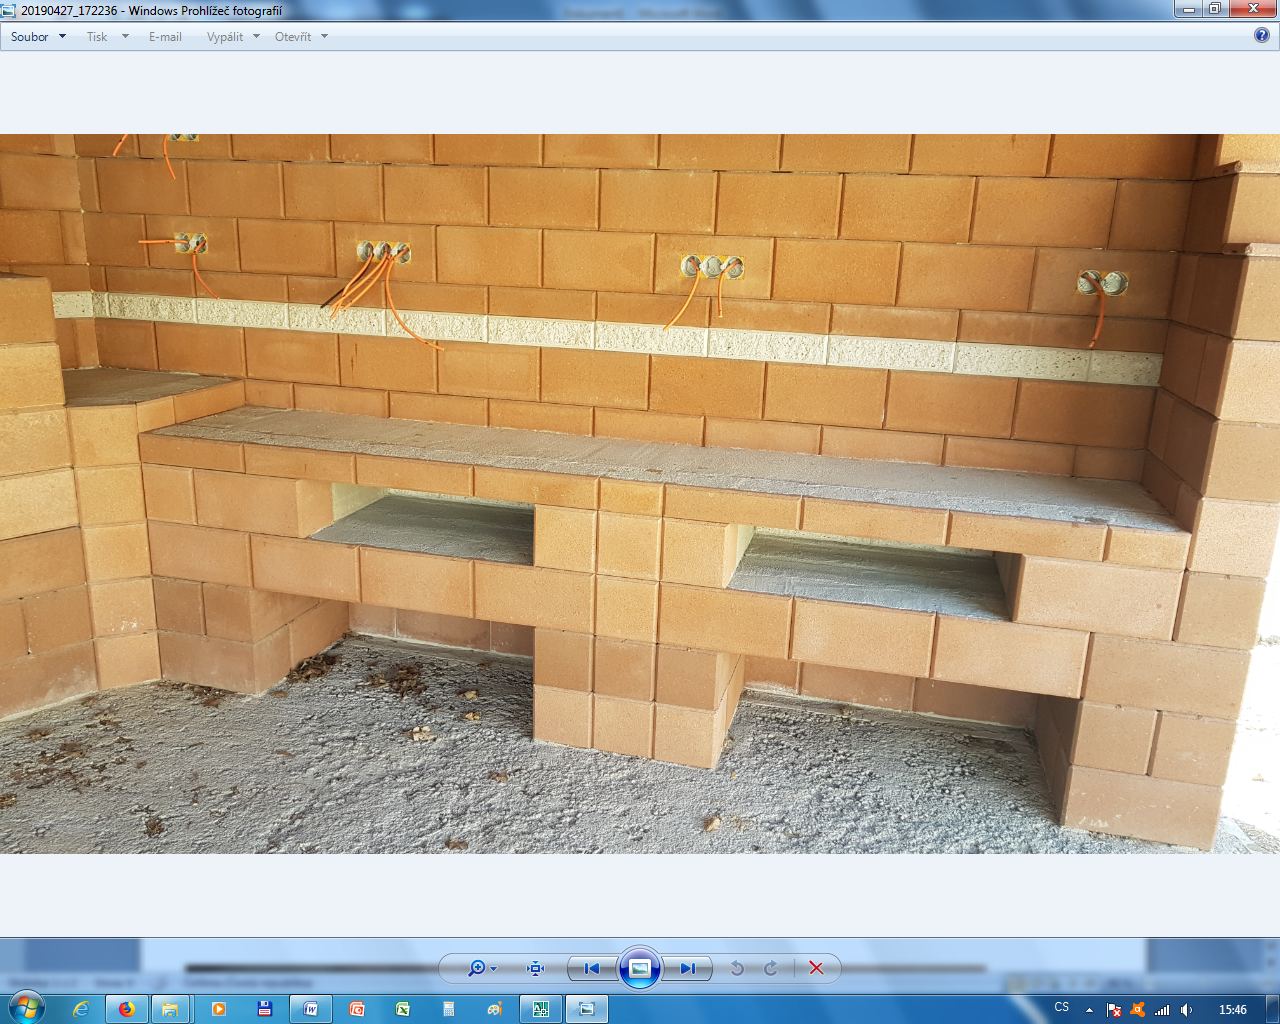 20190427_172236 - Windows Prohlížeč fotografií
Soubor Tisk E-mail Vypálit Otevřít
CS 15:46